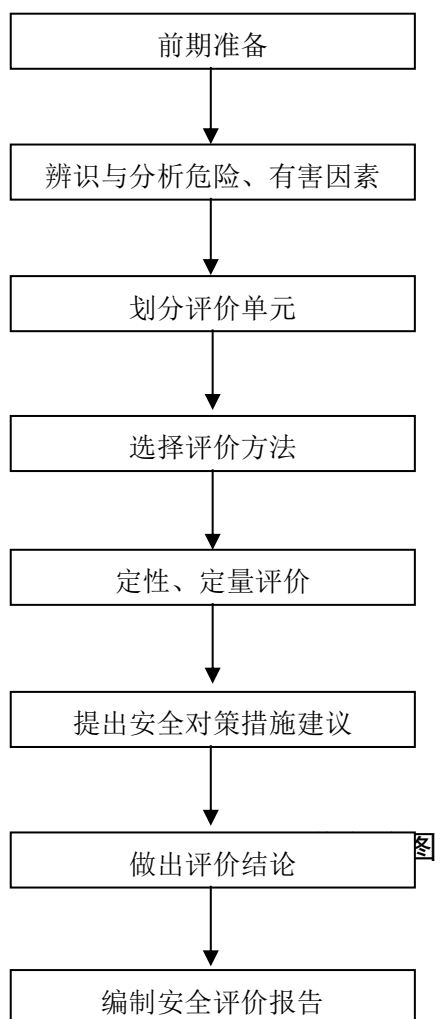 前期准备
辨识与分析危险、有害因素
划分评价单元
选择评价方法
定性、定量评价
提出安全对策措施建议
做出评价结论
图
编制安全评价报告